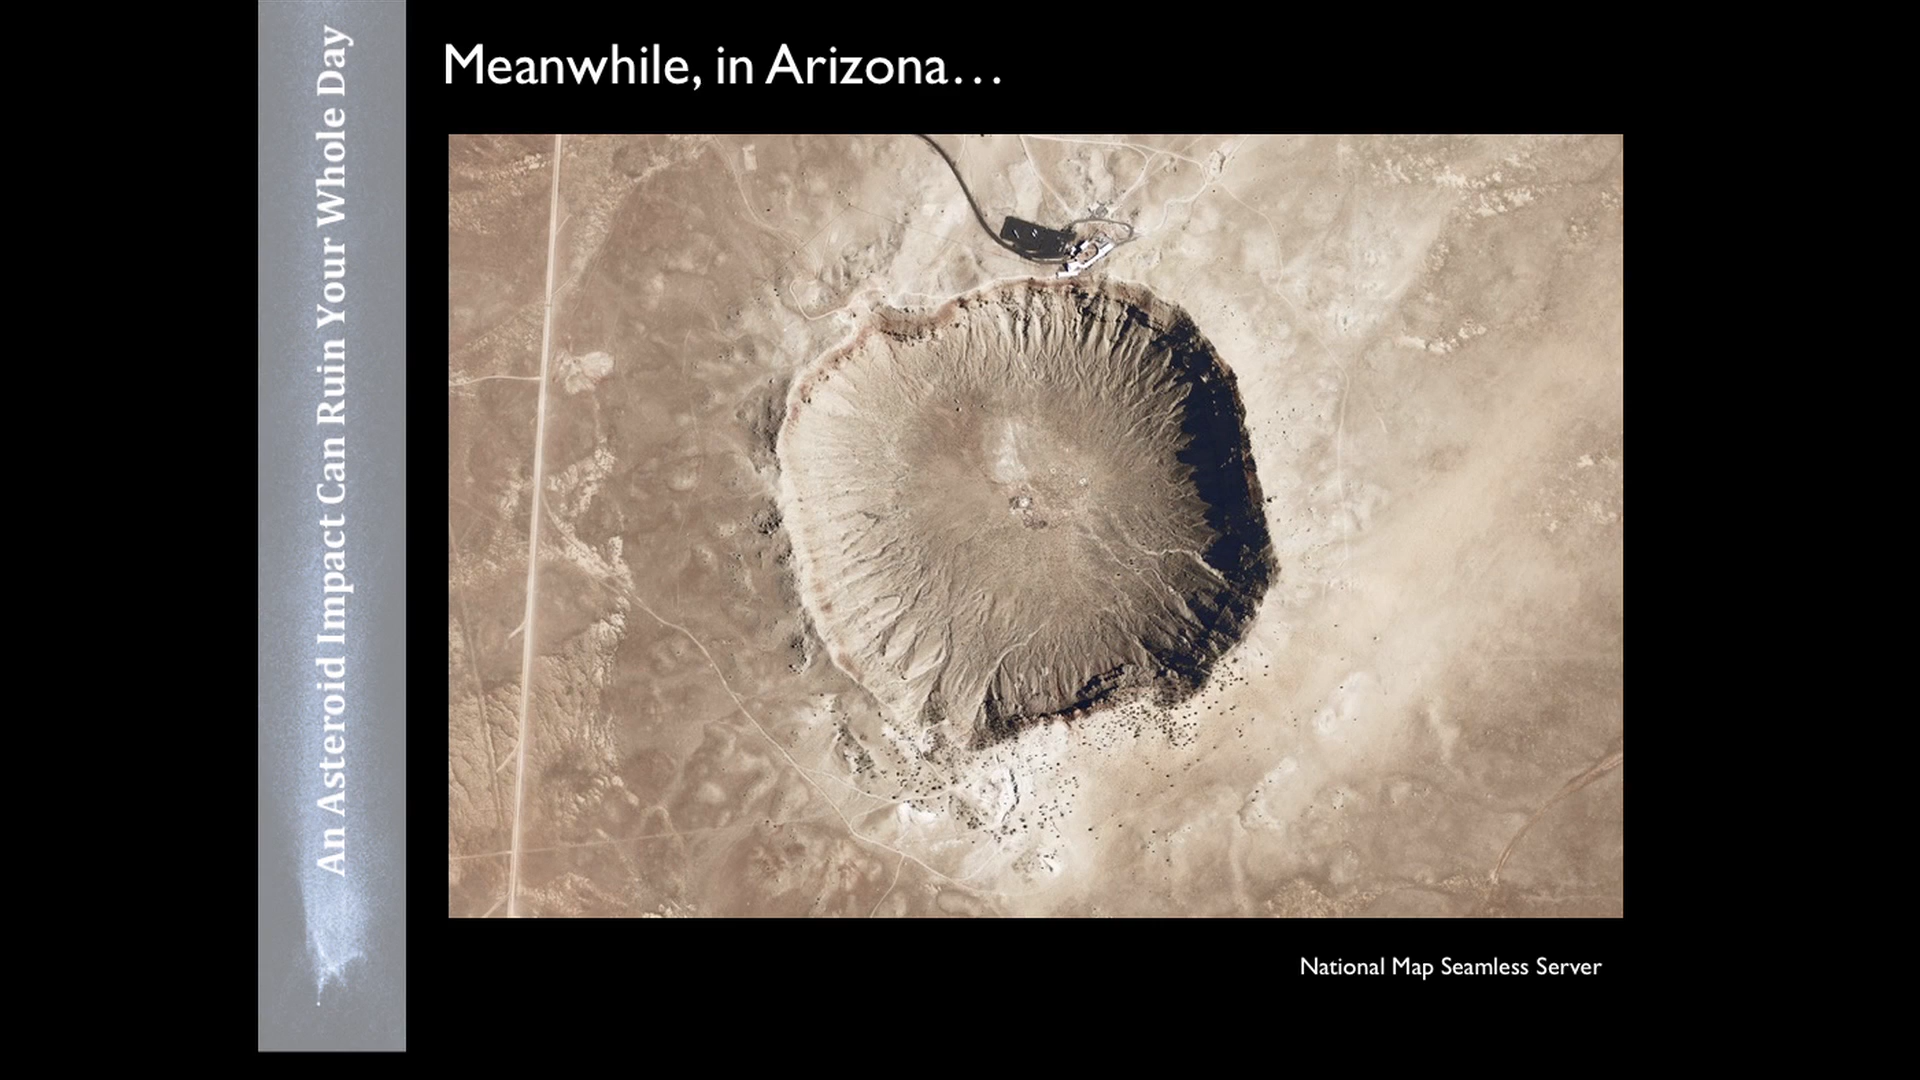 An Asteroid Impact Can Ruin Your Whole Day
Meanwhile, in Arizona…
National Map Seamless Server